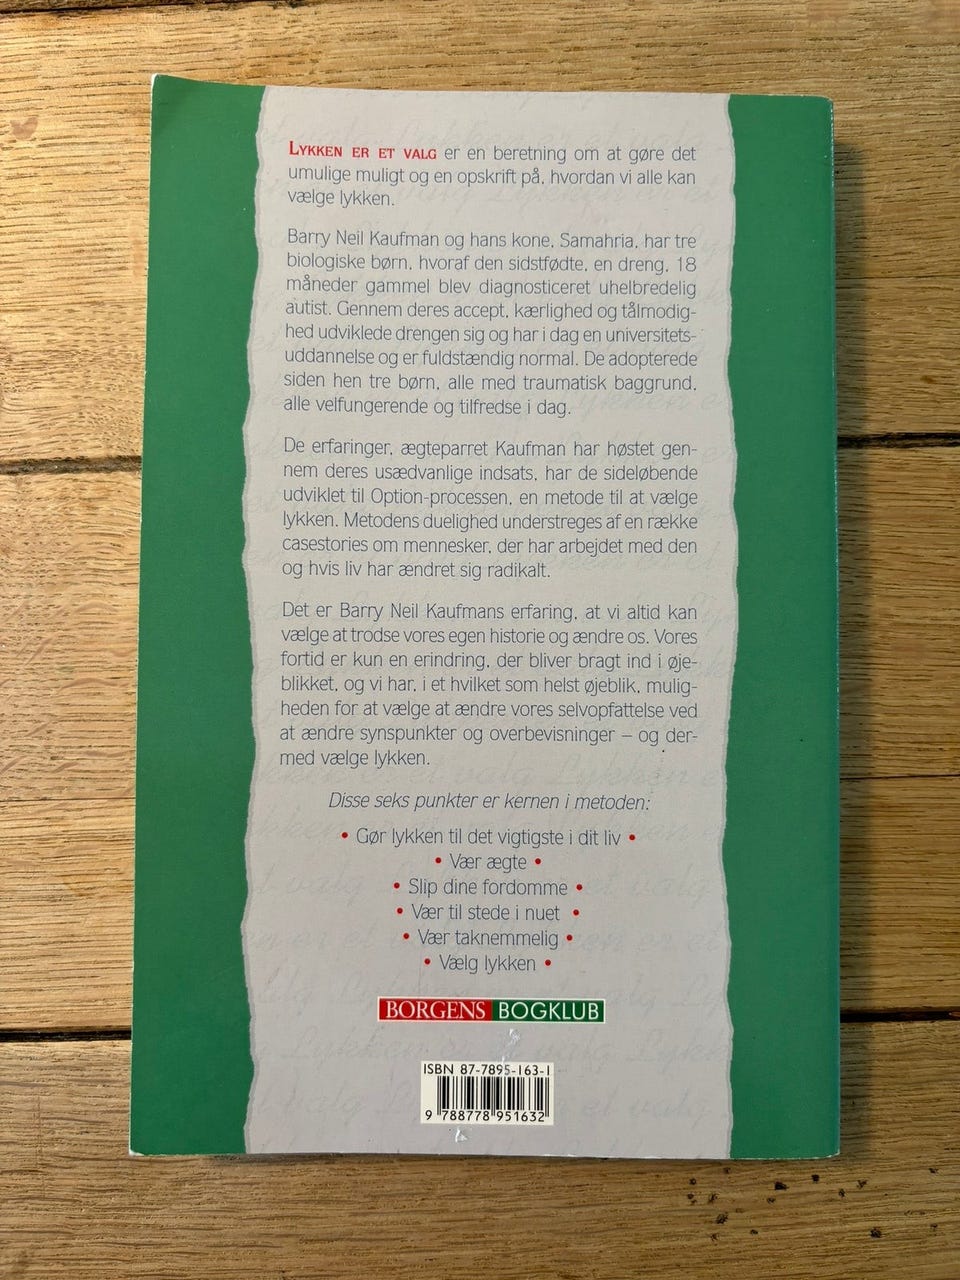 LYKKEN ER ET VALG er en beretning om at gøre det
umulige muligt og en opskrift på, hvordan vi alle kan
vælge lykken.
Barry Neil Kaufman og hans kone, Samahria, har tre
biologiske børn, hvoraf den sidstfødte, en dreng, 18
måneder gammel blev diagnosticeret uhelbredelig
autist. Gennem deres accept, kærlighed og tålmodig-
hed udviklede drengen sig og har i dag en universitets-
uddannelse og er fuldstændig normal. De adopterede
siden hen tre børn, alle med traumatisk baggrund,
alle velfungerende og tilfredse i dag.
De erfaringer, ægteparret Kaufman har høstet gen-
nem deres usædvanlige indsats, har de sideløbende
udviklet til Option-processen, en metode til at vælge
lykken. Metodens duelighed understreges af en række
casestories om mennesker, der har arbejdet med den
og hvis liv har ændret sig radikalt.
Det er Barry Neil Kaufmans erfaring, at vi altid kan
vælge at trodse vores egen historie og ændre os. Vores
fortid er kun en erindring, der bliver bragt ind i øje-
blikket, og vi har, i et hvilket som helst øjeblik, mulig-
heden for at vælge at ændre vores selvopfattelse ved
at ændre synspunkter og overbevisninger – og der-
med vælge lykken.
Disse seks punkter er kernen i metoden:
• Gør lykken til det vigtigste i dit liv •
• Vær ægte •
• Slip dine fordomme •
• Vær til stede i nuet •
• Vær taknemmelig •
• Vælg lykken •
BORGENS BOGKLUB
ISBN 87-7895-163-1
9 788778 951632